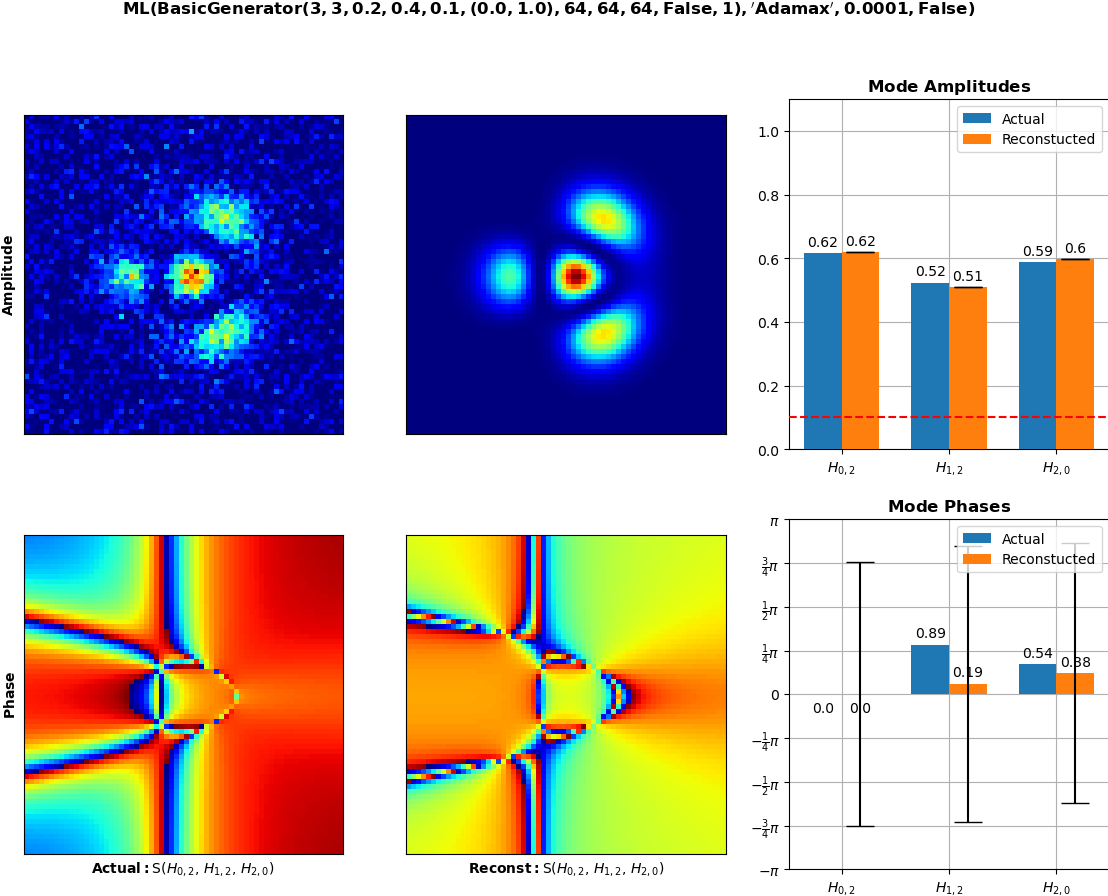 ML(BasicGenerator(3, 3, 0.2, 0.4, 0.1, (0.0, 1.0), 64, 64, 64, False, 1), 'Adamax', 0.0001, False)
Mode Amplitudes
Amplitude
1.0
0.8
0.6
0.4
0.2
0.0
Actual
Reconstucted
0.62 0.62
0.52 0.51
0.59 0.6
H0,2 H1,2 H2,0
Phase
Actual: S(H0,2, H1,2, H2,0)
Reconst: S(H0,2, H1,2, H2,0)
Mode Phases
π
3/4π
1/2π
1/4π
0
−1/4π
−1/2π
−3/4π
−π
Actual
Reconstucted
0.0 0.0
0.89 0.19
0.54 0.38
H0,2 H1,2 H2,0